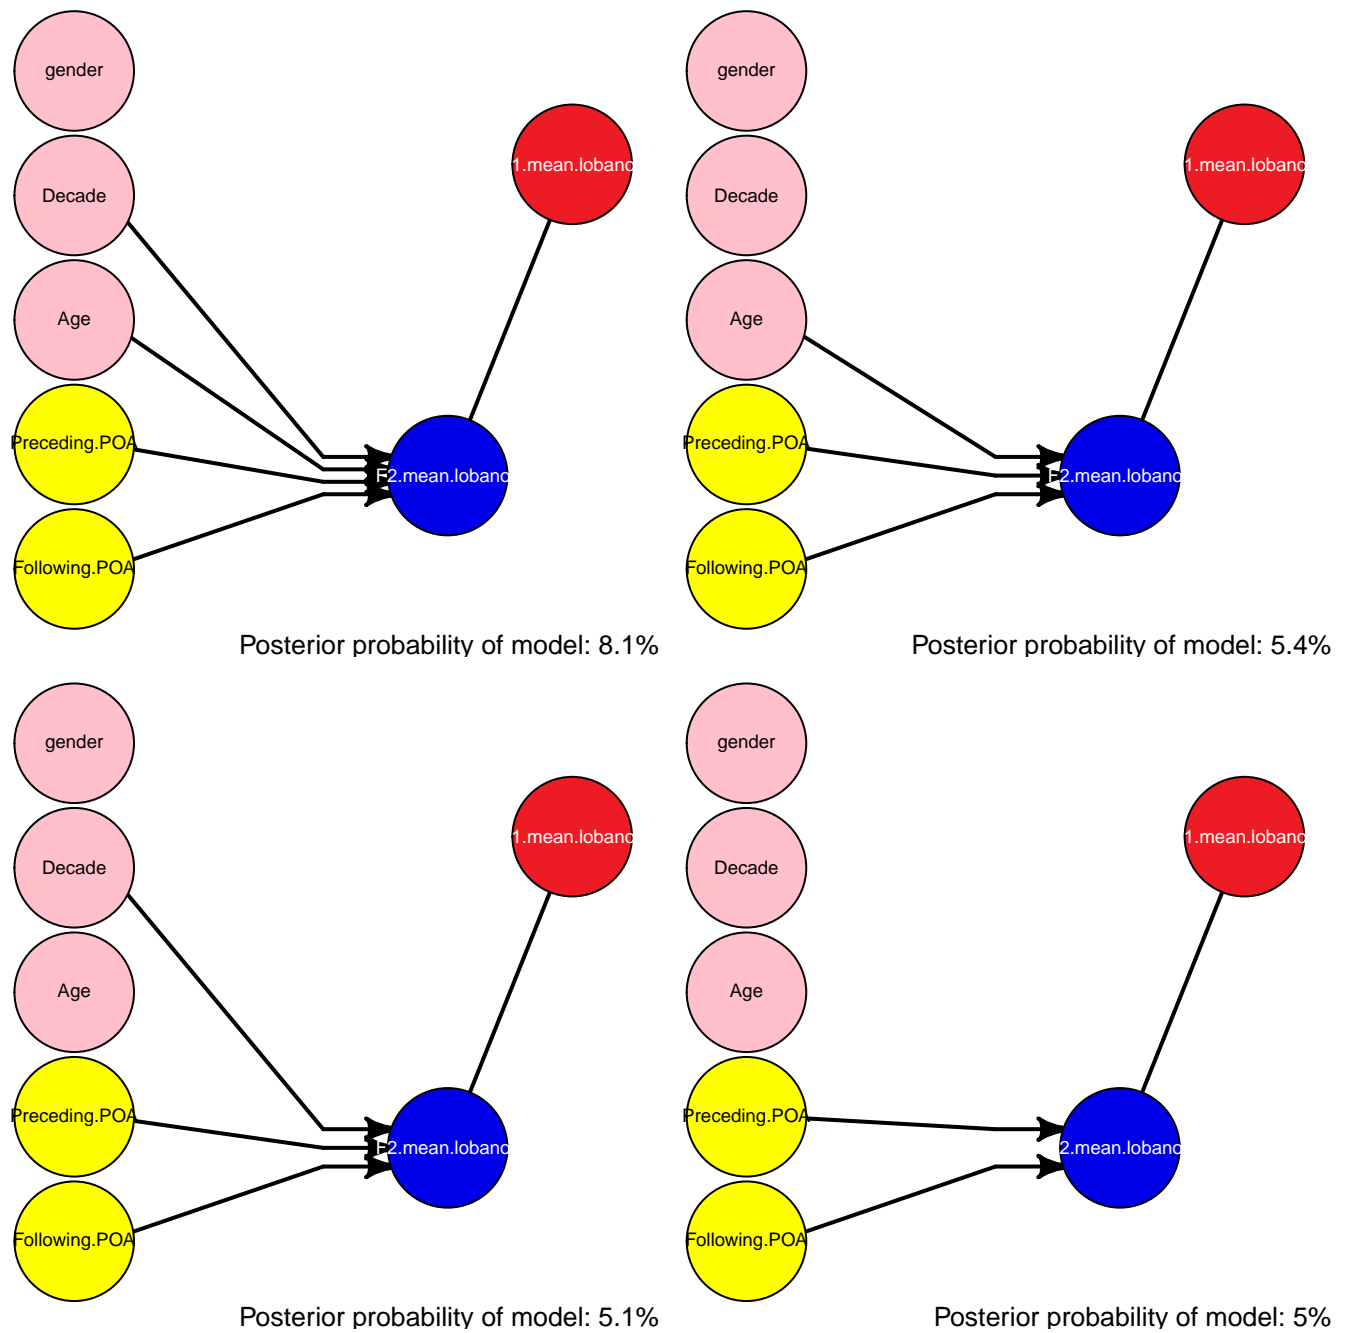 gender
Decade
Age
Preceding.POA
Following.POA
1.mean.lobano
F2.mean.lobano
Posterior probability of model: 8.1%
gender
Decade
Age
Preceding.POA
Following.POA
1.mean.lobano
F2.mean.lobano
Posterior probability of model: 5.4%
gender
Decade
Age
Preceding.POA
Following.POA
1.mean.lobano
F2.mean.lobano
Posterior probability of model: 5.1%
gender
Decade
Age
Preceding.POA
Following.POA
1.mean.lobano
2.mean.lobano
Posterior probability of model: 5%